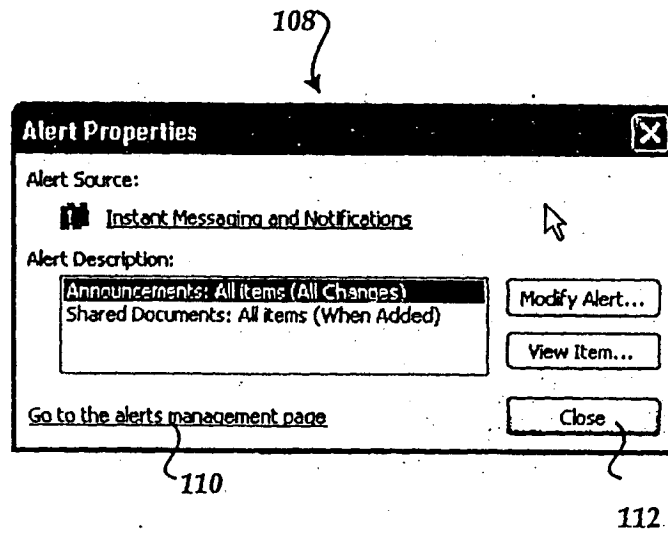 108
Alert Properties
Alert Source:
Instant Messaging and Notifications
Alert Description:
Announcements: All items (All Changes)
Shared Documents: All items (When Added)
Modify Alert...
View Item...
Go to the alerts management page
Close
110
112